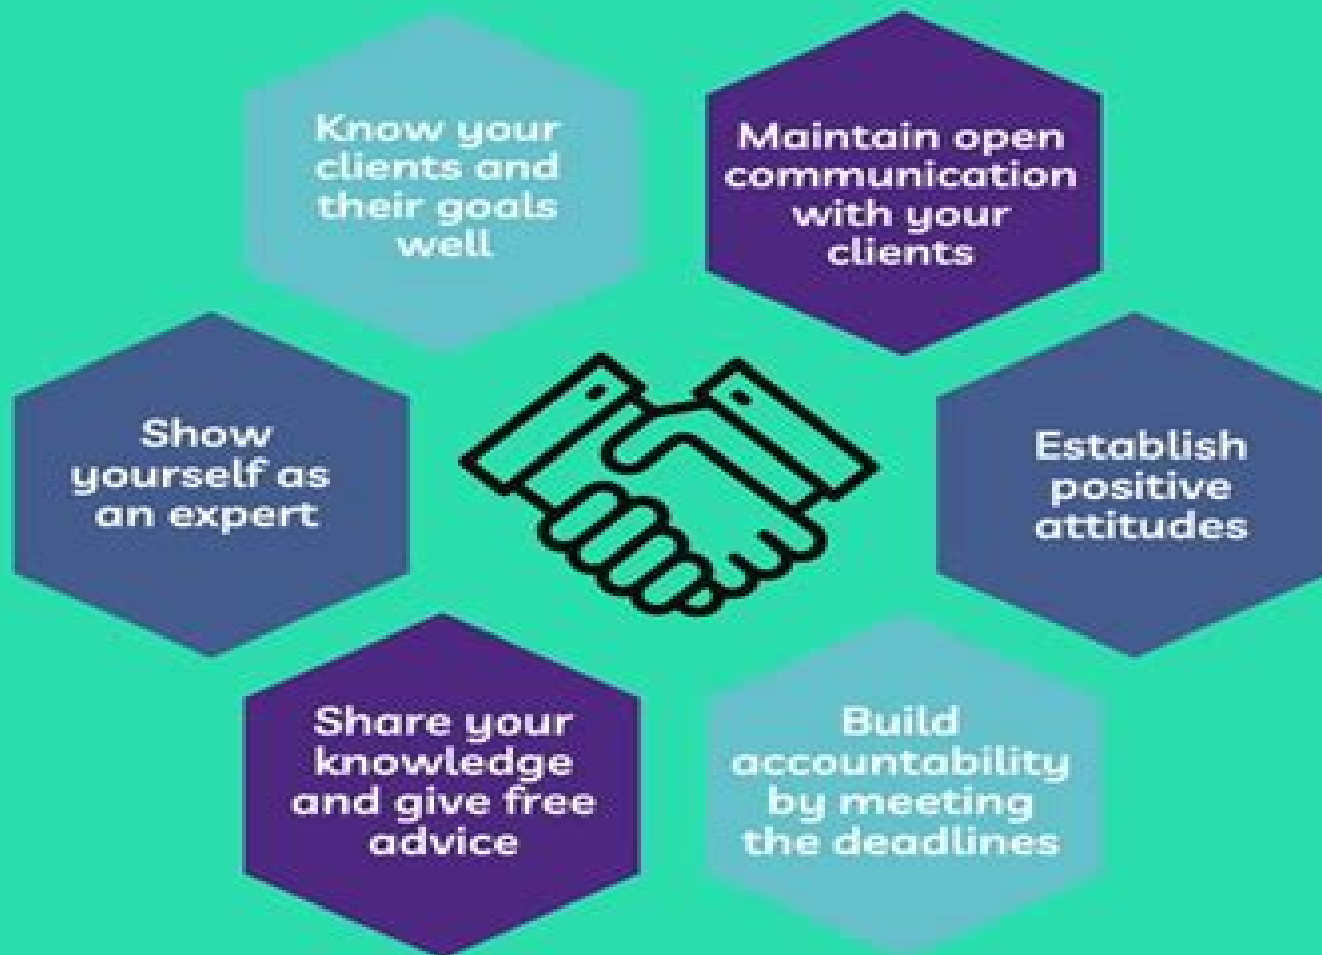 Know your
clients and
their goals
well
Maintain open
communication
with your
clients
Show
yourself as
an expert
Establish
positive
attitudes
Share your
knowledge
and give free
advice
Build
accountability
by meeting
the deadlines